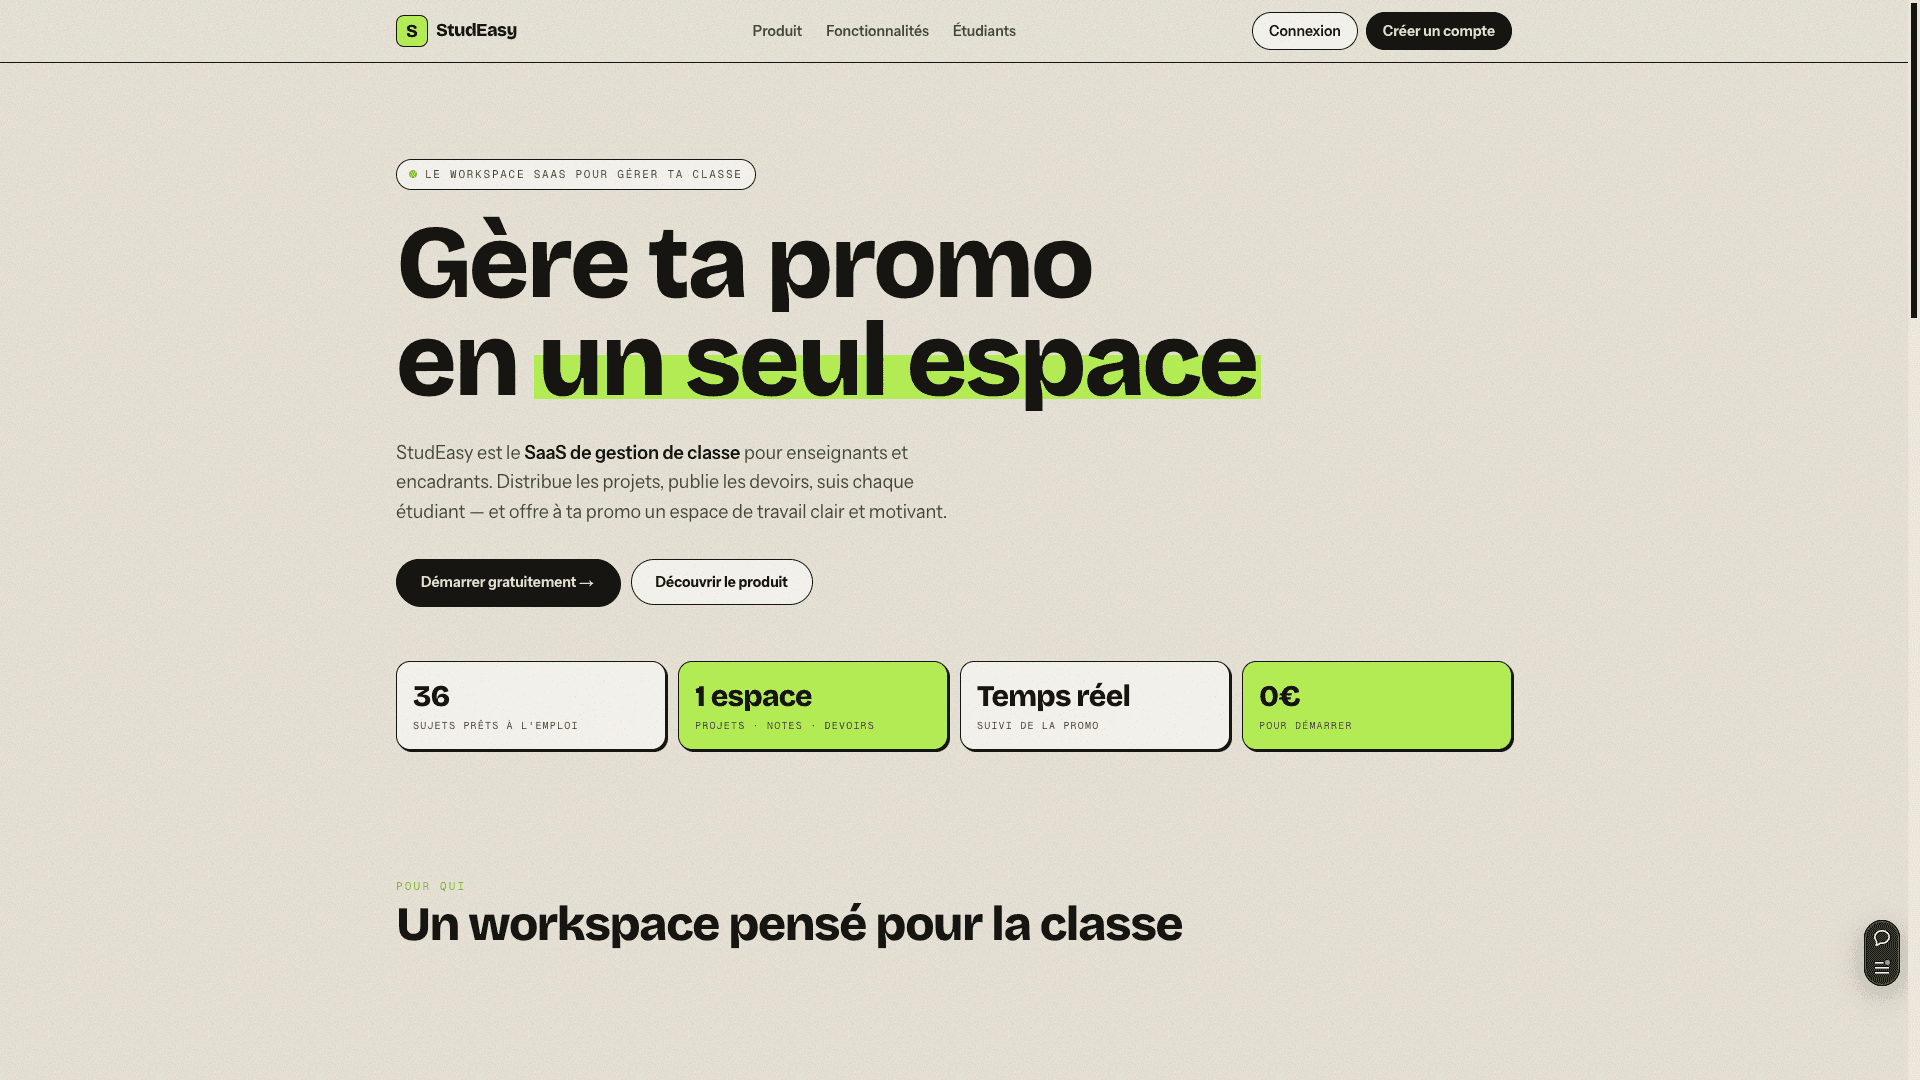 S StudEasy
Produit Fonctionnalités Étudiants
Connexion Créer un compte
LE WORKSPACE SAAS POUR GÉRER TA CLASSE
Gère ta promo
en un seul espace
StudEasy est le SaaS de gestion de classe pour enseignants et
encadrants. Distribue les projets, publie les devoirs, suis chaque
étudiant — et offre à ta promo un espace de travail clair et motivant.
Démarrer gratuitement → Découvrir le produit
36
SUJETS PRÊTS À L'EMPLOI
1 espace
PROJETS · NOTES · DEVOIRS
Temps réel
SUIVI DE LA PROMO
0€
POUR DÉMARRER
POUR QUI
Un workspace pensé pour la classe